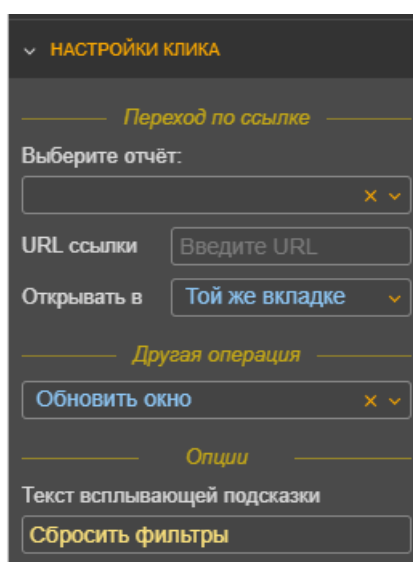 НАСТРОЙКИ КЛИКА
Переход по ссылке
Выберите отчёт:
URL ссылки Введите URL
Открывать в Той же вкладке
Другая операция
Обновить окно
Опции
Текст всплывающей подсказки
Сбросить фильтры